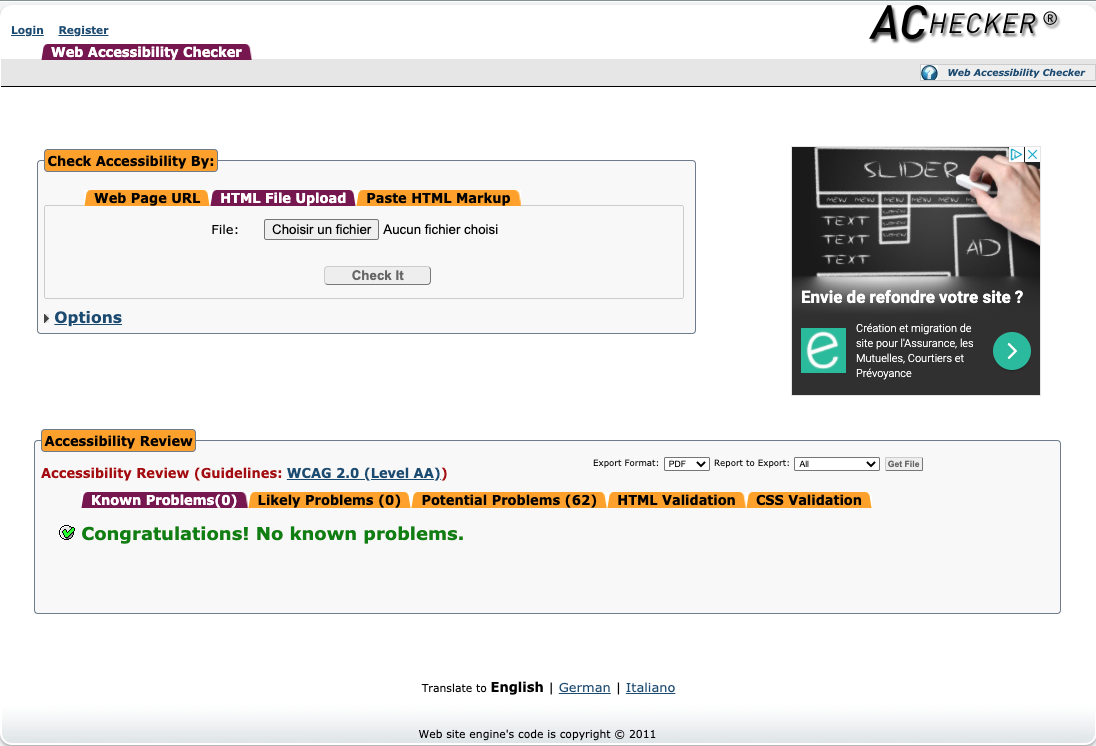 Login Register
ACHECKER ®
Web Accessibility Checker
Web Accessibility Checker
Check Accessibility By:
Web Page URL HTML File Upload Paste HTML Markup
File: Choisir un fichier Aucun fichier choisi
Check It
Options
SLIDER
MENU MENU MENU MENU MENU
TEXT
TEXT
TEXT
AD
Envie de refondre votre site ?
e
Création et migration de
site pour l'Assurance, les
Mutuelles, Courtiers et
Prévoyance
Accessibility Review
Accessibility Review (Guidelines: WCAG 2.0 (Level AA))
Export Format: PDF Report to Export: All Get File
Known Problems(0) Likely Problems (0) Potential Problems (62) HTML Validation CSS Validation
Congratulations! No known problems.
Translate to English | German | Italiano
Web site engine's code is copyright © 2011